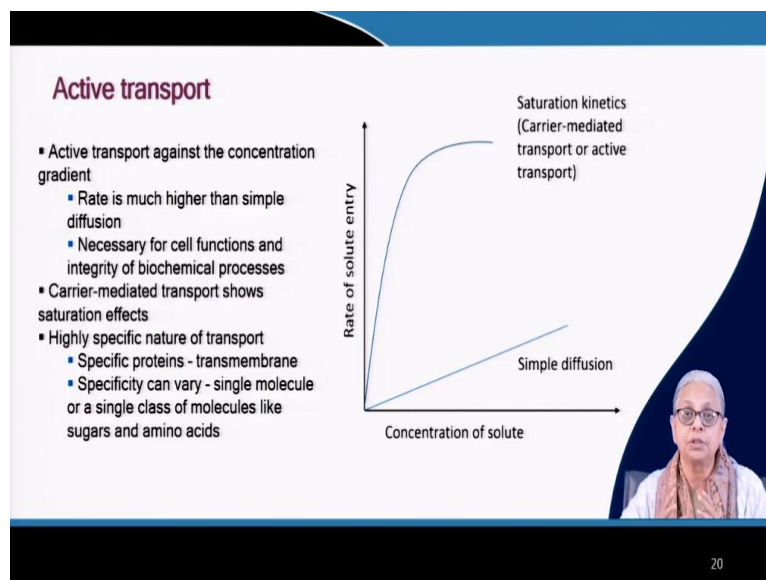 Active transport
▪ Active transport against the concentration
gradient
▪ Rate is much higher than simple
diffusion
▪ Necessary for cell functions and
integrity of biochemical processes
▪ Carrier-mediated transport shows
saturation effects
▪ Highly specific nature of transport
▪ Specific proteins - transmembrane
▪ Specificity can vary - single molecule
or a single class of molecules like
sugars and amino acids
Saturation kinetics
(Carrier-mediated
transport or active
transport)
Rate of solute entry
Simple diffusion
Concentration of solute
20